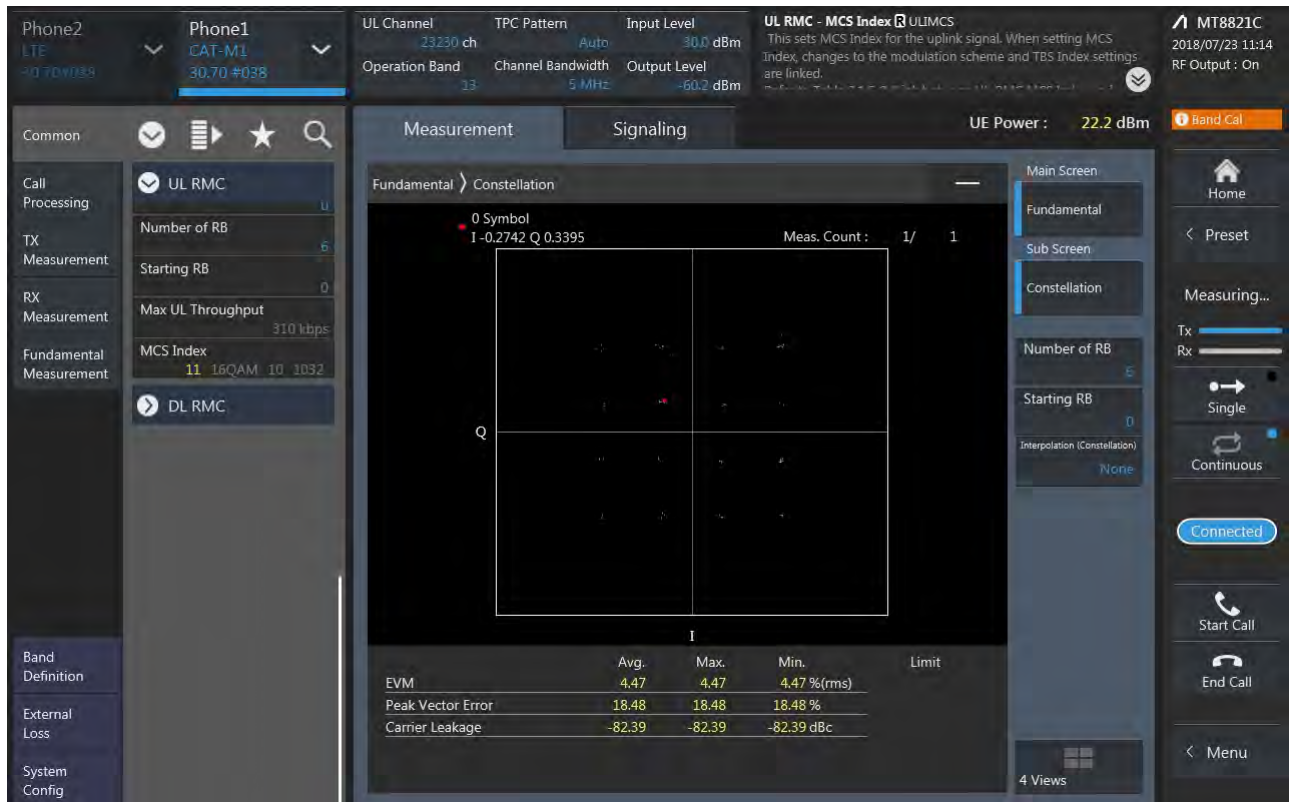 Phone2
LTE
Phone1
CAT-M1
30.70 #038
UL Channel
23230 ch
Operation Band
13
TPC Pattern
Auto
Channel Bandwidth
5 MHz
Input Level
30.0 dBm
Output Level
-60.2 dBm
UL RMC - MCS Index R ULIMCS
This sets MCS Index for the uplink signal. When setting MCS
Index, changes to the modulation scheme and TBS Index settings
are linked.
MT8821C
2018/07/23 11:14
RF Output : On
Common
Call
Processing
TX
Measurement
RX
Measurement
Fundamental
Measurement
Band
Definition
External
Loss
System
Config
UL RMC
Number of RB
6
Starting RB
0
Max UL Throughput
310 kbps
MCS Index
11 16QAM 10 1032
DL RMC
Measurement
Signaling
UE Power : 22.2 dBm
Fundamental 〉 Constellation
0 Symbol
I -0.2742 Q 0.3395
Meas. Count : 1/ 1
Q
I
Avg. Max. Min. Limit
EVM 4.47 4.47 4.47 %(rms)
Peak Vector Error 18.48 18.48 18.48 %
Carrier Leakage -82.39 -82.39 -82.39 dBc
Main Screen
Fundamental
Sub Screen
Constellation
Number of RB
6
Starting RB
0
Interpolation (Constellation)
None
4 Views
Band Cal
Home
< Preset
Measuring...
Tx
Rx
Single
Continuous
Connected
Start Call
End Call
< Menu